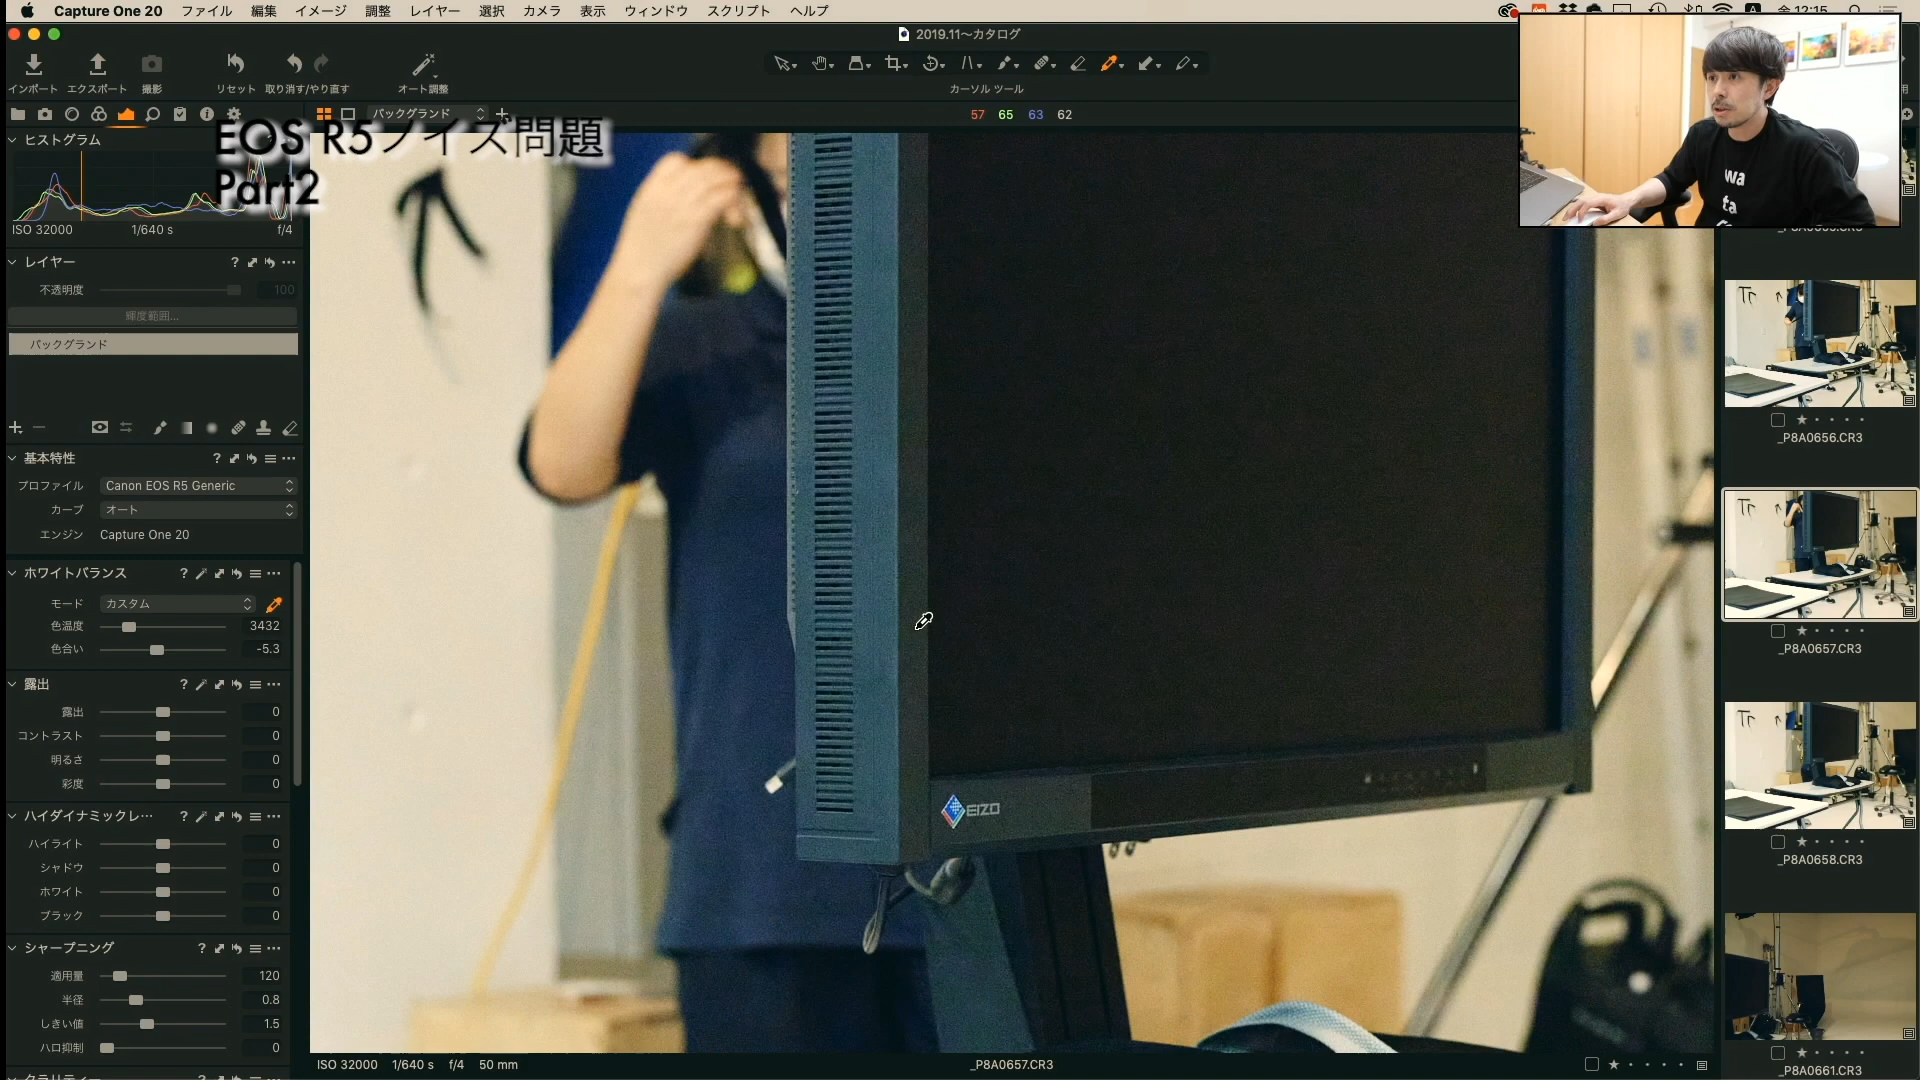 Capture One 20 ファイル 編集 イメージ 調整 レイヤー 選択 カメラ 表示 ウィンドウ スクリプト ヘルプ
金 12:15
2019.11〜カタログ
インポート エクスポート 撮影 リセット 取り消す/やり直す オート調整 カーソル ツール
バックグランド
57 65 63 62
EOS R5ノイズ問題
Part2
wa
ta
ヒストグラム
ISO 32000 1/640 s f/4
レイヤー
不透明度 100
輝度範囲...
バックグランド
基本特性
プロファイル Canon EOS R5 Generic
カーブ オート
エンジン Capture One 20
ホワイトバランス
モード カスタム
色温度 3432
色合い -5.3
露出
露出 0
コントラスト 0
明るさ 0
彩度 0
ハイダイナミックレ…
ハイライト 0
シャドウ 0
ホワイト 0
ブラック 0
シャープニング
適用量 120
半径 0.8
しきい値 1.5
ハロ抑制 0
クラリティー
EIZO
ISO 32000 1/640 s f/4 50 mm
_P8A0657.CR3
Tr
_P8A0656.CR3
Tr
_P8A0657.CR3
Tr
_P8A0658.CR3
_P8A0661.CR3